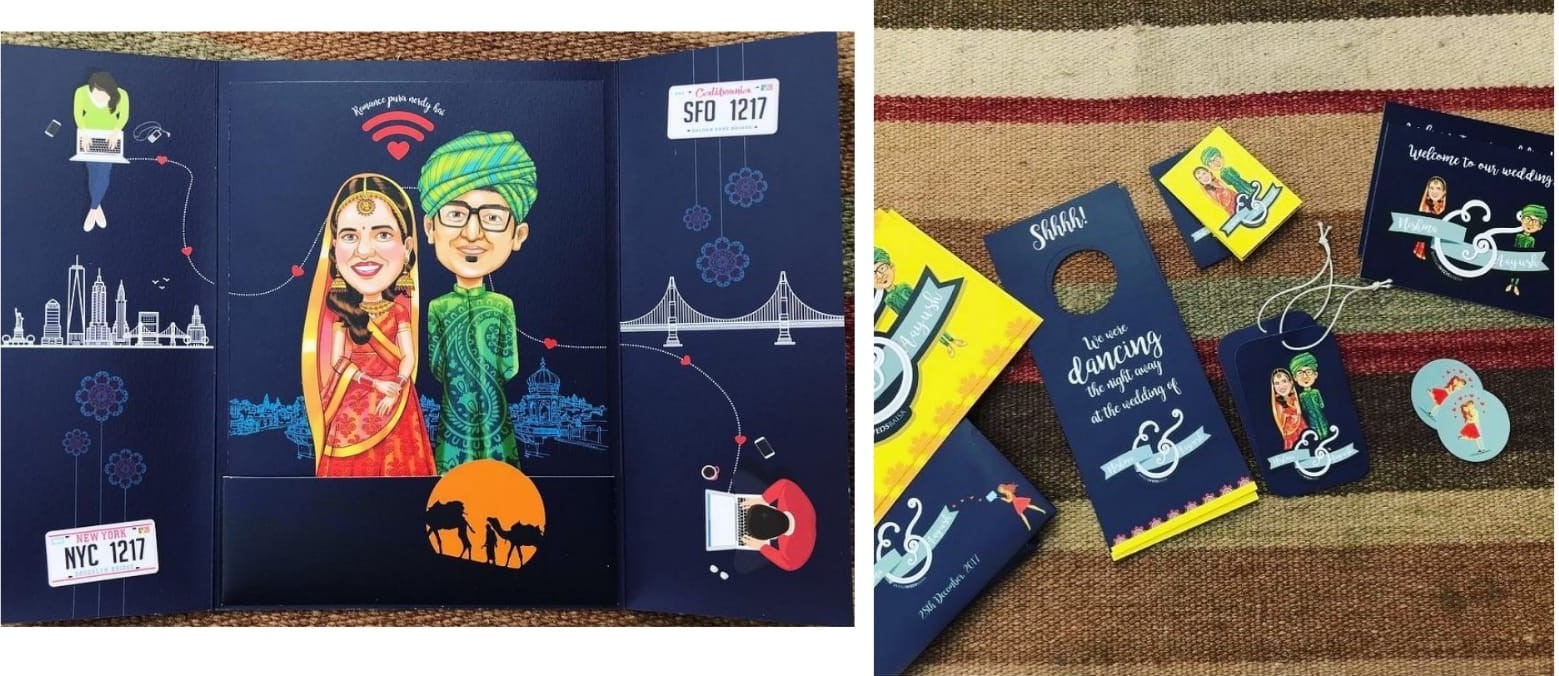 Romance pura nerdy hai
California
SFO 1217
GOLDEN GATE BRIDGE
NEW YORK
NYC 1217
BROOKLYN BRIDGE
Aayush
EDSBADA
&
25th December 2017
Shhhh!
We were
dancing
the night away
at the wedding of
&
&
&
Welcome to our wedding
&
Aayush